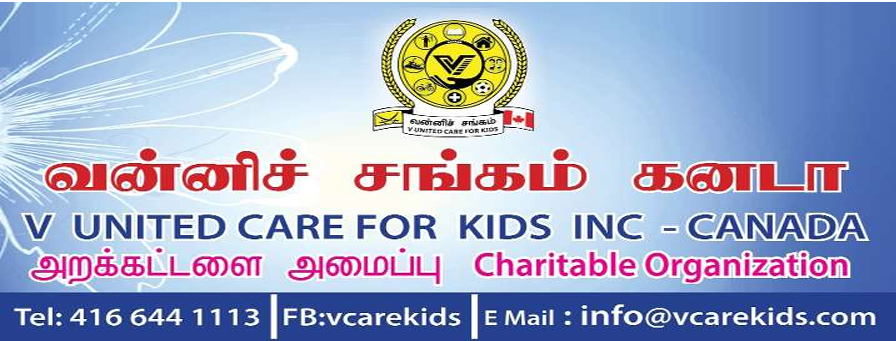 வன்னிச் சங்கம்
V UNITED CARE FOR KIDS
வன்னிச் சங்கம் கனடா
V UNITED CARE FOR KIDS INC - CANADA
அறக்கட்டளை அமைப்பு Charitable Organization
Tel: 416 644 1113 FB:vcarekids E Mail : info@vcarekids.com